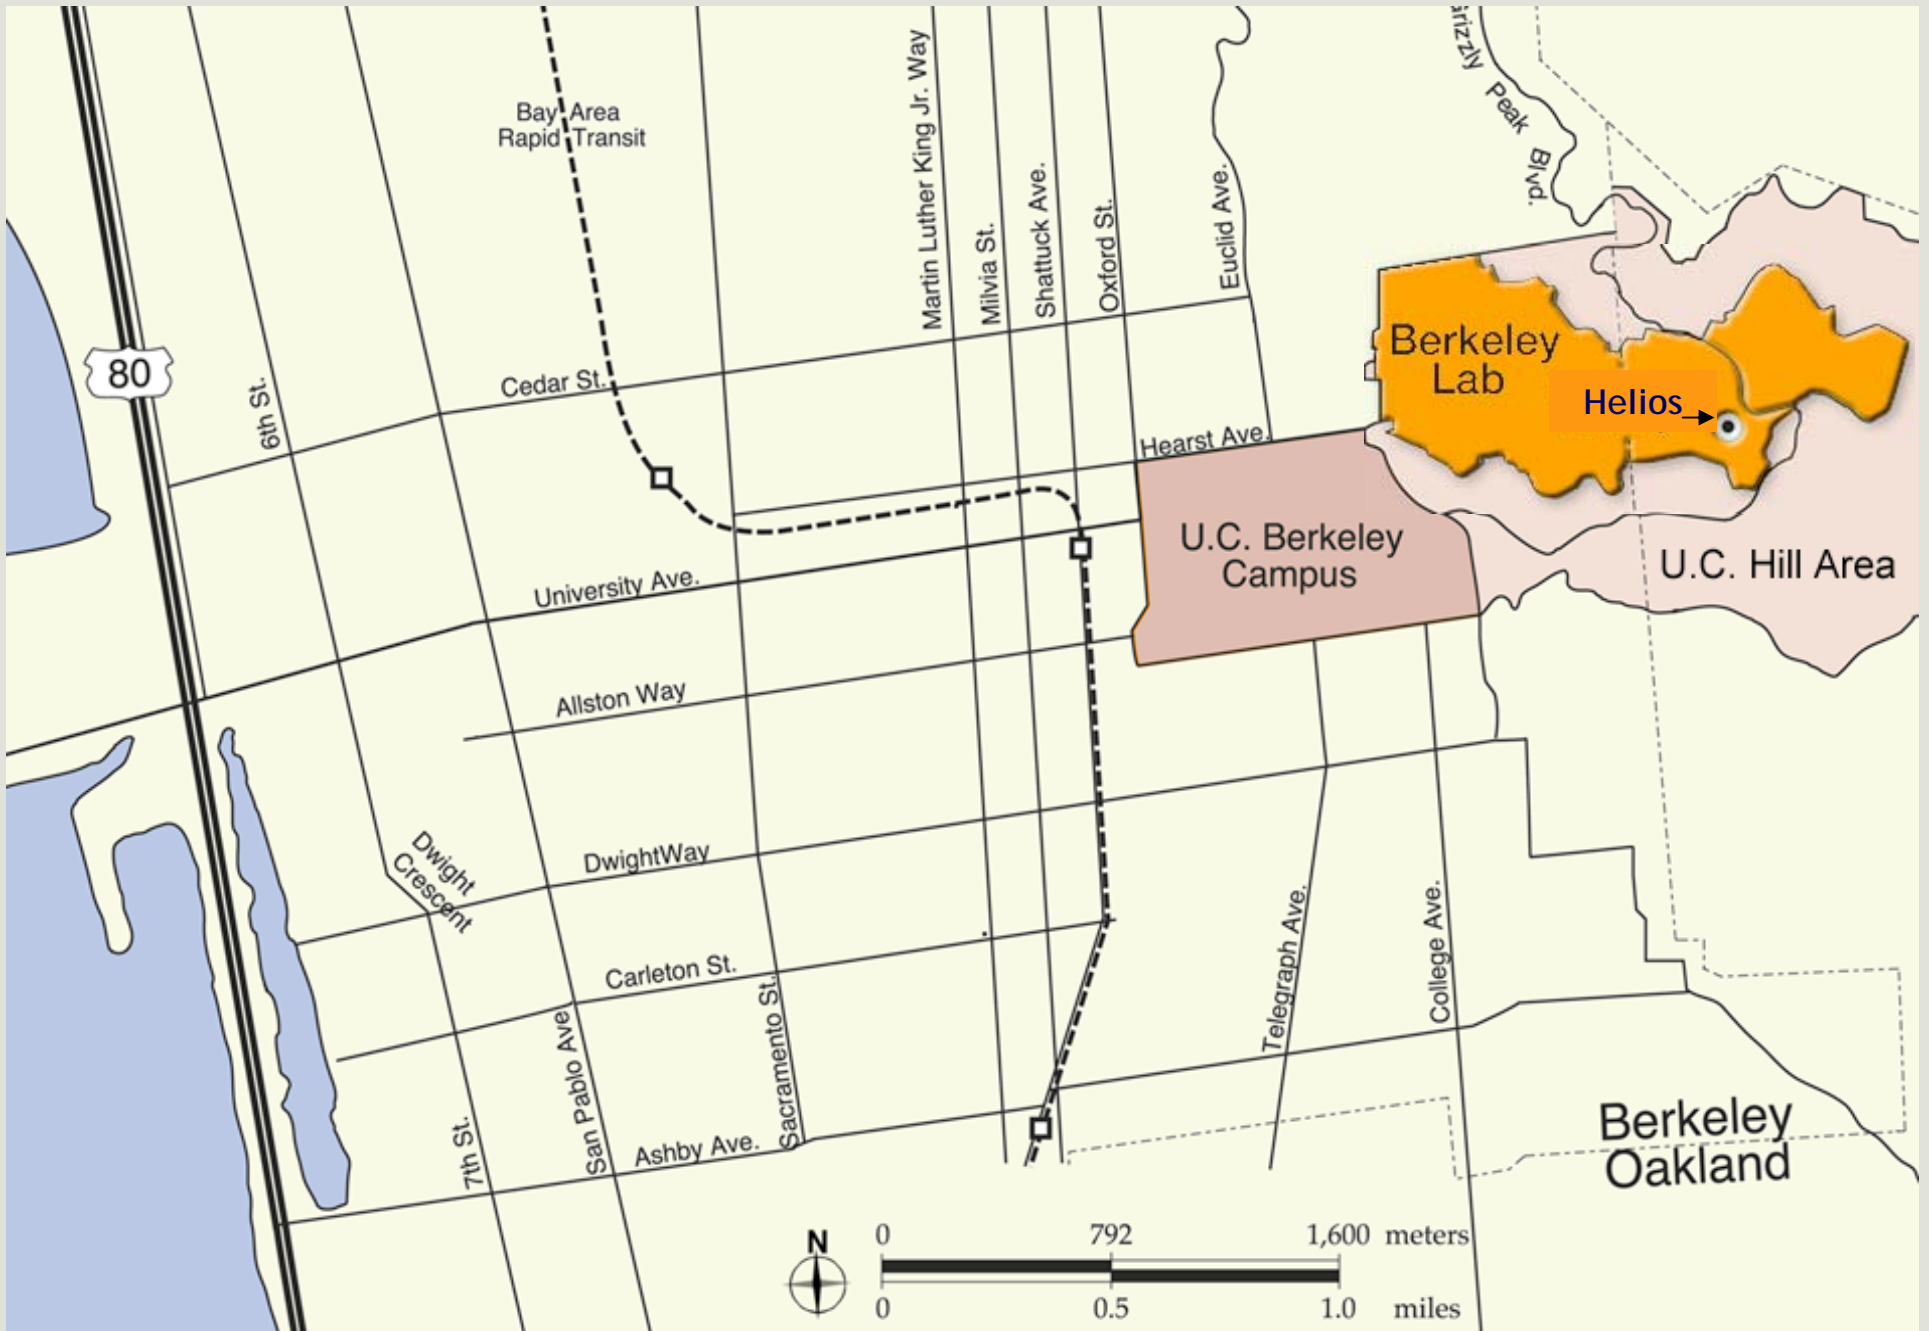 Grizzly
Peak
Blvd.
Bay Area
Rapid Transit
Martin Luther King Jr. Way
Milvia St.
Shattuck Ave.
Oxford St.
Euclid Ave.
80
6th St.
Cedar St.
Hearst Ave.
Berkeley
Lab
Helios
University Ave.
U.C. Berkeley
Campus
U.C. Hill Area
Allston Way
Dwight
Crescent
DwightWay
Carleton St.
San Pablo Ave
Sacramento St.
Telegraph Ave.
College Ave.
7th St.
Ashby Ave.
Berkeley
Oakland
N
0 792 1,600 meters
0 0.5 1.0 miles